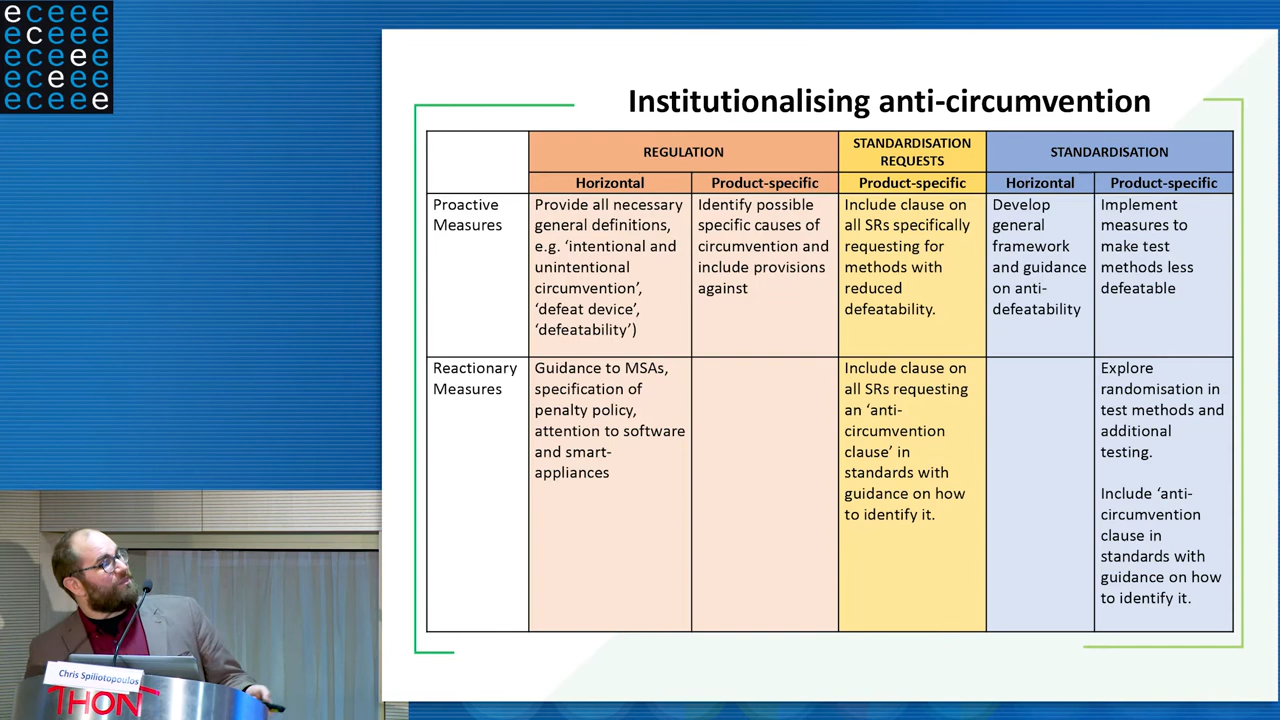 eceee
eceee
eceee
eceee
eceee
Institutionalising anti-circumvention
REGULATION
STANDARDISATION
REQUESTS
STANDARDISATION
Horizontal
Product-specific
Product-specific
Horizontal
Product-specific
Proactive
Measures
Provide all necessary
general definitions,
e.g. ‘intentional and
unintentional
circumvention’,
‘defeat device’,
‘defeatability’)
Identify possible
specific causes of
circumvention and
include provisions
against
Include clause on
all SRs specifically
requesting for
methods with
reduced
defeatability.
Develop
general
framework
and guidance
on anti-
defeatability
Implement
measures to
make test
methods less
defeatable
Reactionary
Measures
Guidance to MSAs,
specification of
penalty policy,
attention to software
and smart-
appliances
Include clause on
all SRs requesting
an ‘anti-
circumvention
clause’ in
standards with
guidance on how
to identify it.
Explore
randomisation in
test methods and
additional
testing.
Include ‘anti-
circumvention
clause in
standards with
guidance on how
to identify it.
Chris Spiliotopoulos
THON